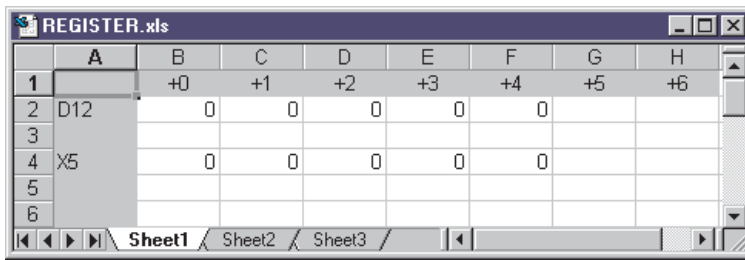 REGISTER.xls
A B C D E F G H
1 +0 +1 +2 +3 +4 +5 +6
2 D12 0 0 0 0 0
3
4 X5 0 0 0 0 0
5
6
Sheet1 Sheet2 Sheet3